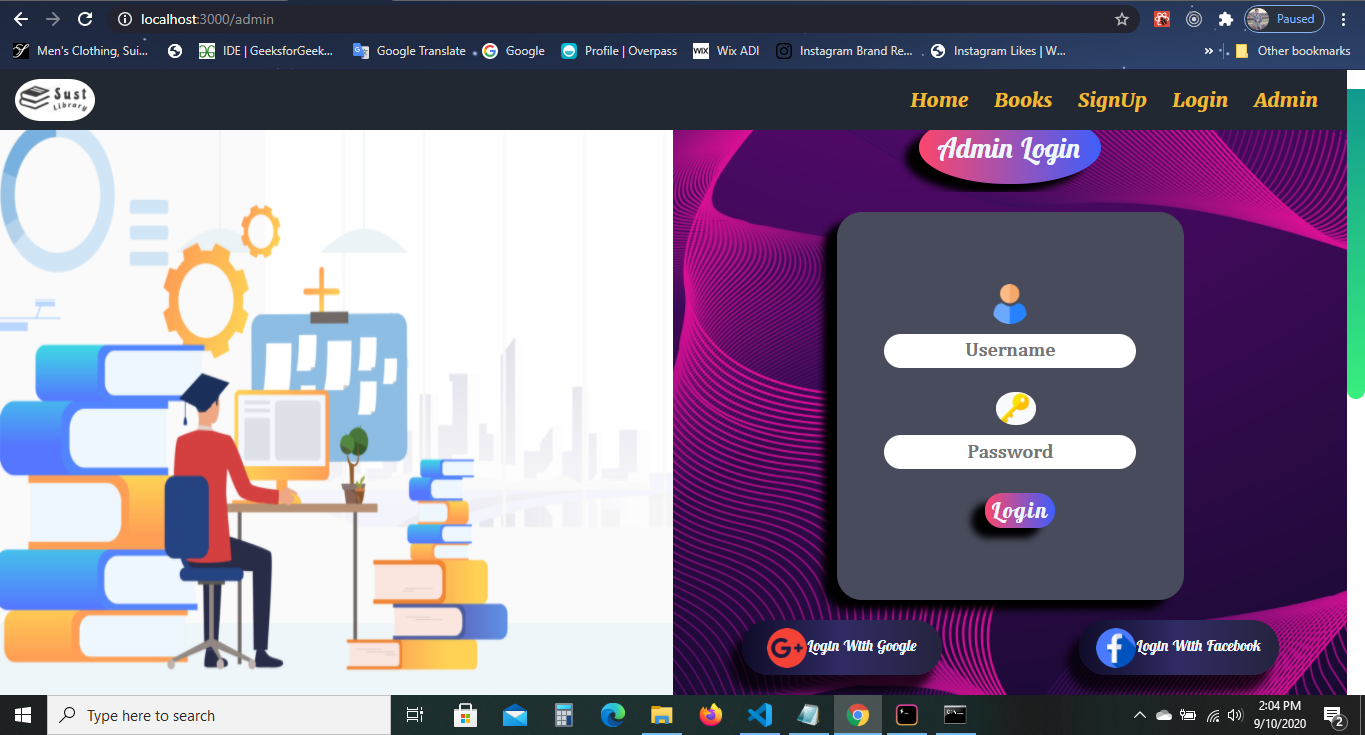 localhost:3000/admin
Paused
Men's Clothing, Sui...
IDE | GeeksforGeek...
Google Translate
Google
Profile | Overpass
WIX
Wix ADI
Instagram Brand Re...
Instagram Likes | W...
»
Other bookmarks
Sust
Library
Home
Books
SignUp
Login
Admin
Admin Login
Username
Password
Login
G+
Login With Google
Login With Facebook
Type here to search
2:04 PM
9/10/2020
2